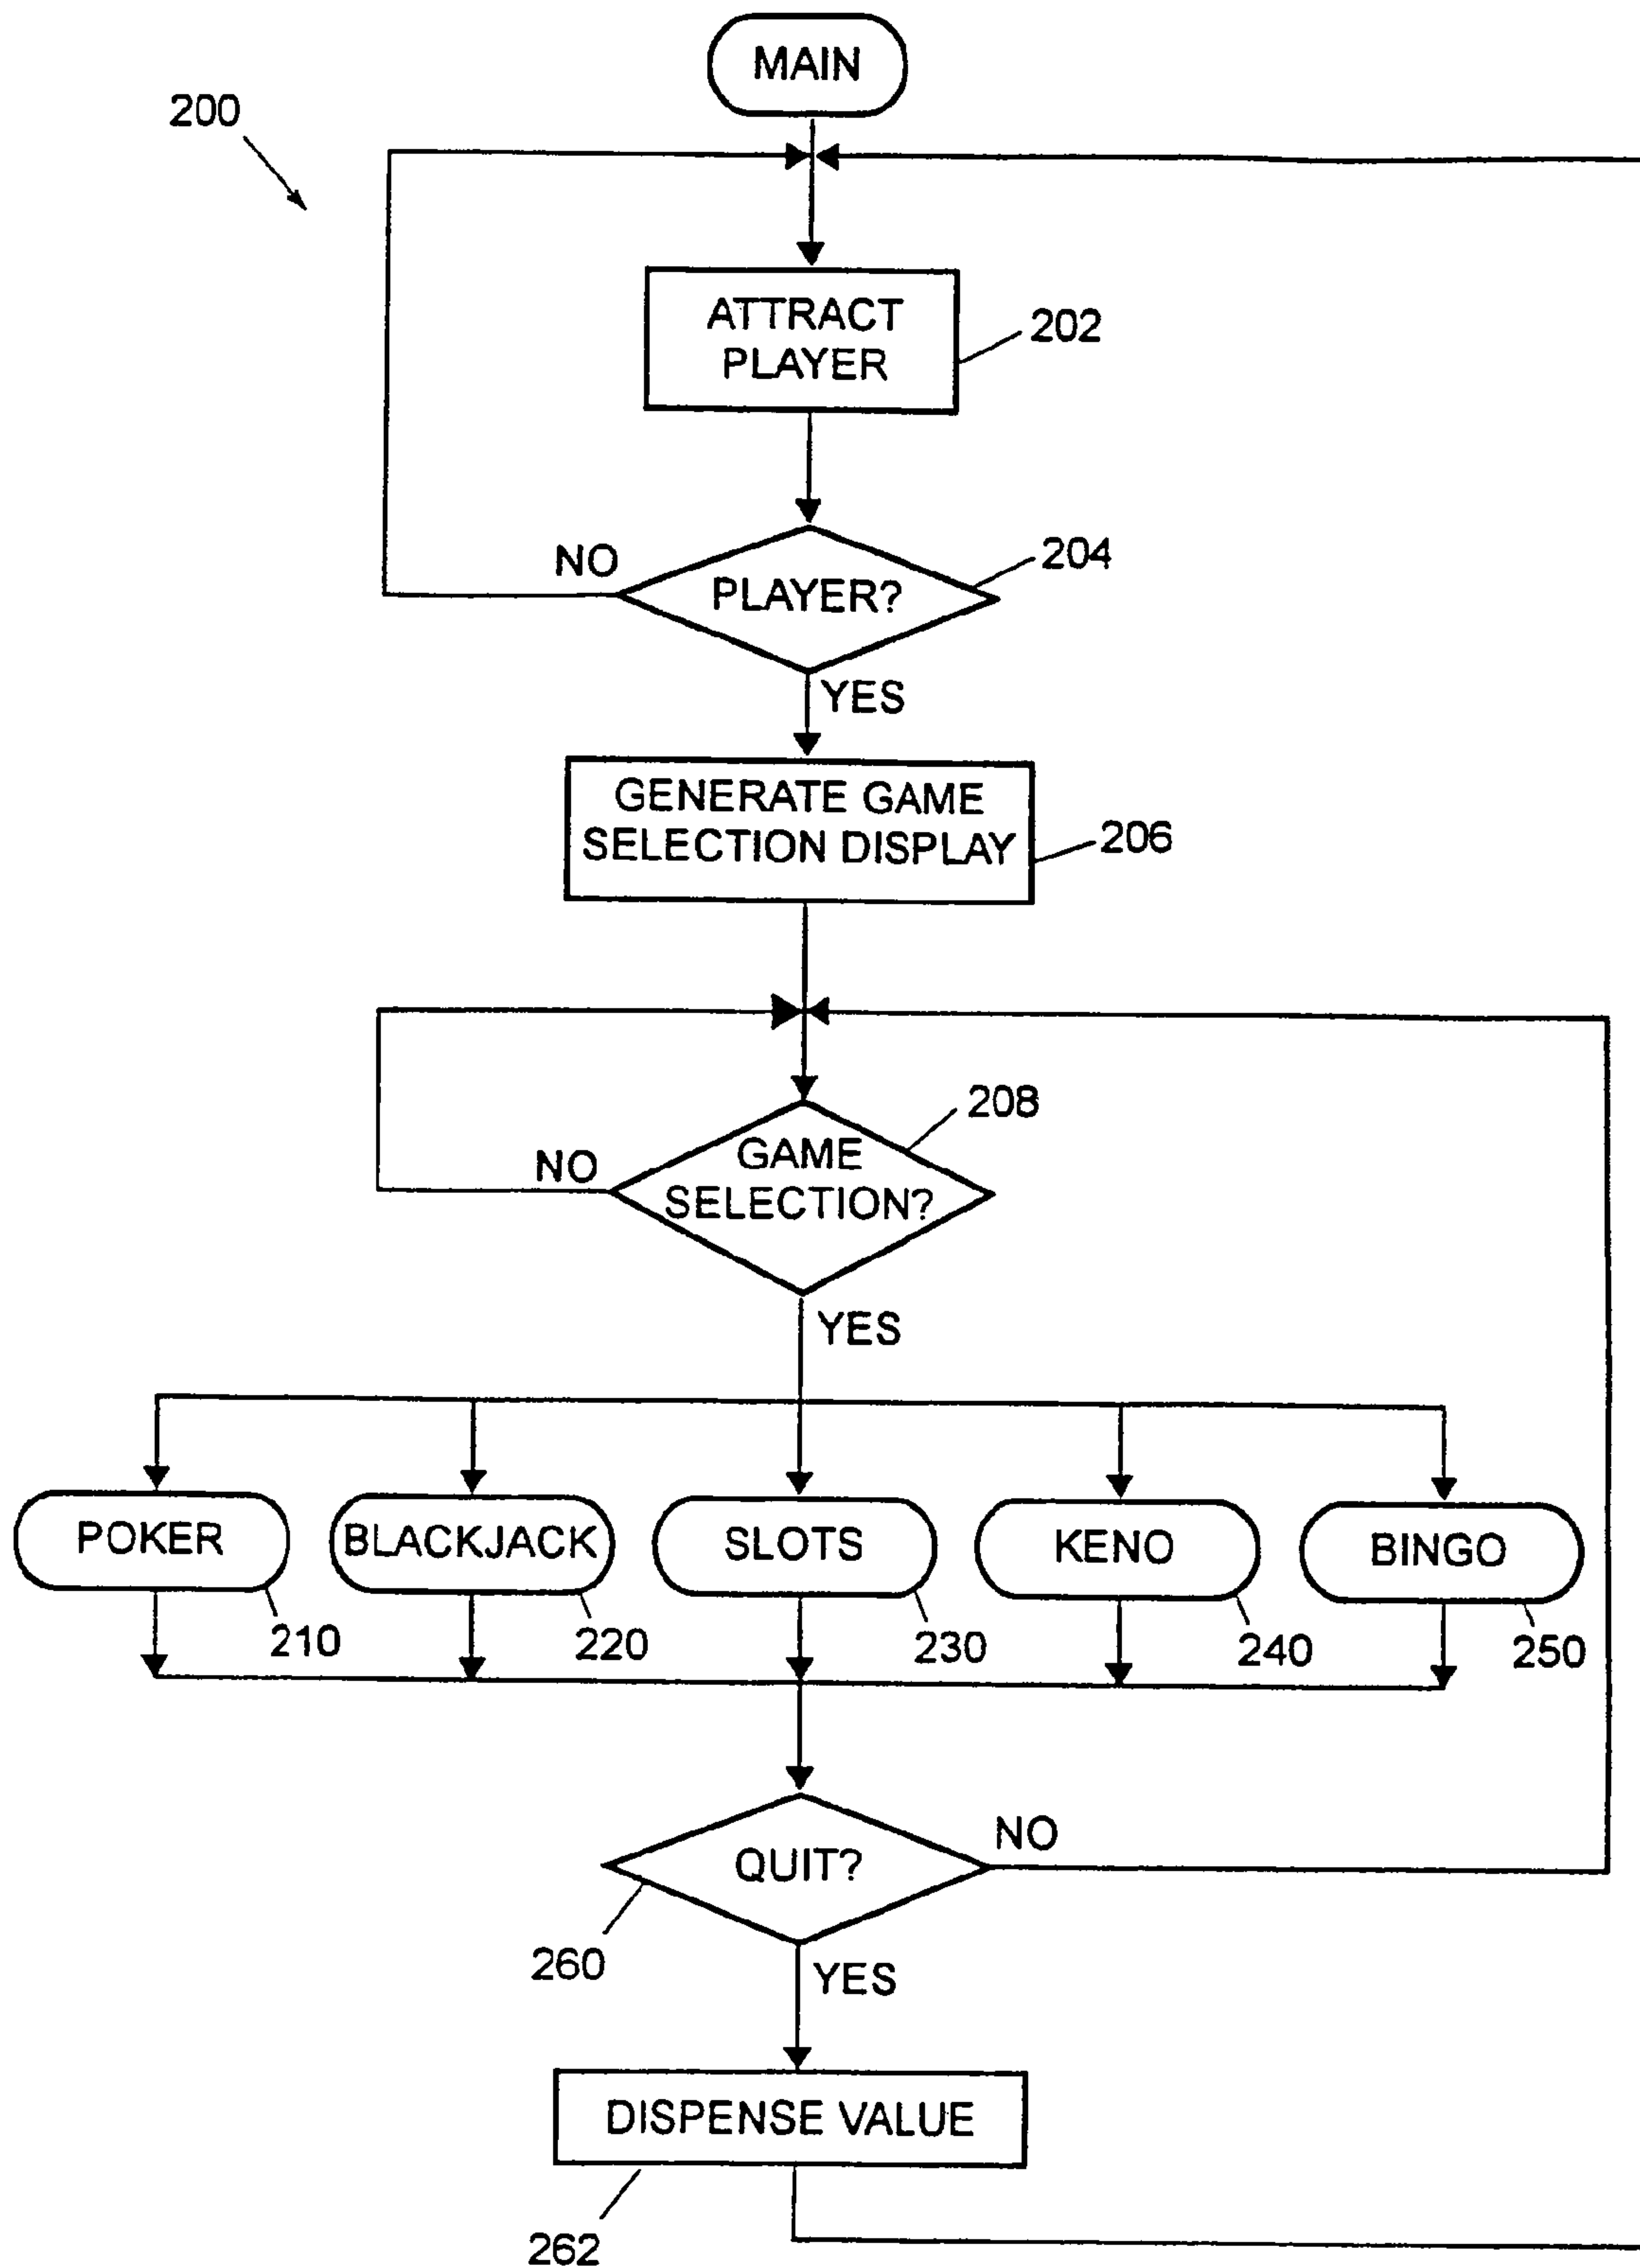 MAIN
200
ATTRACT
PLAYER
202
NO
PLAYER?
204
YES
GENERATE GAME
SELECTION DISPLAY
206
208
NO
GAME
SELECTION?
YES
POKER
BLACKJACK
SLOTS
KENO
BINGO
210
220
230
240
250
QUIT?
NO
260
YES
DISPENSE VALUE
262